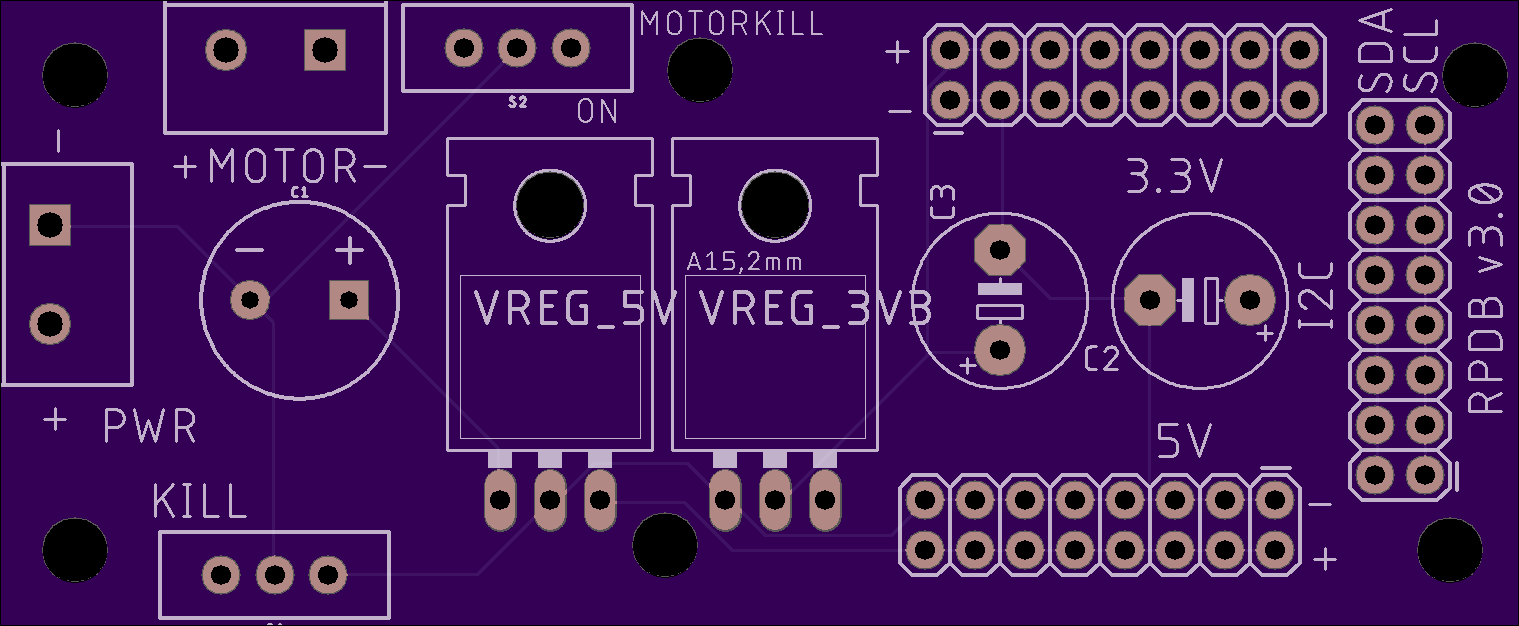 MOTORKILL
S2
ON
+
-
SDA
SCL
-
+MOTOR-
C1
3.3V
C3
- +
A15,2mm
VREG_5V
VREG_3V3
I2C
RPDB v3.0
+
+
C2
+ PWR
5V
KILL
-
+